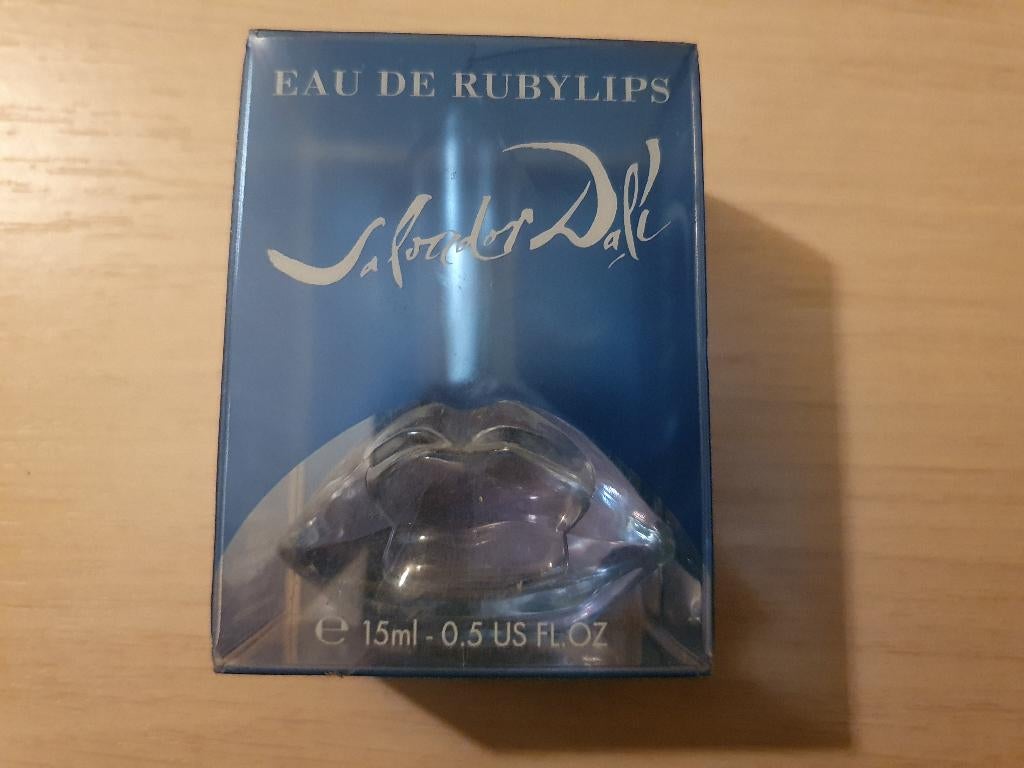 EAU DE RUBYLIPS
Salvador Dalí
℮ 15ml - 0.5 US FL.OZ